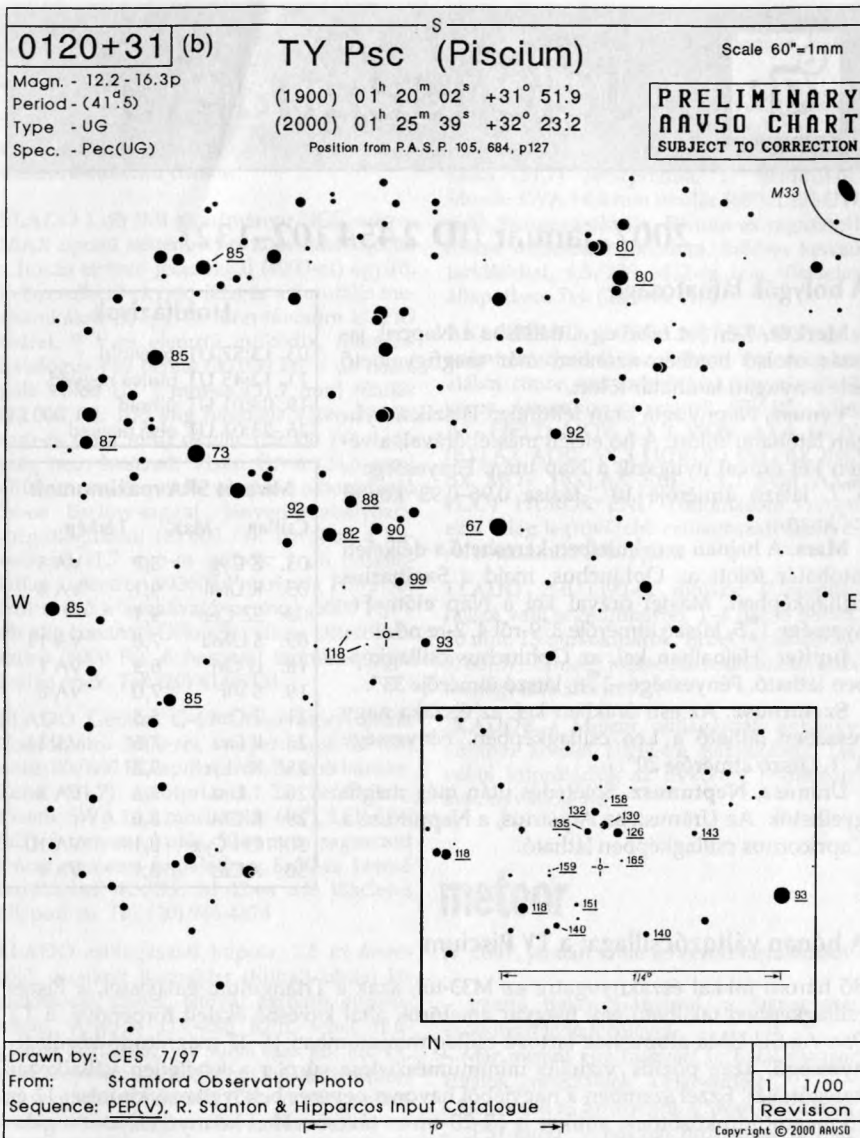 S
0120+31 (b)
TY Psc (Piscium)
Scale 60"=1mm
Magn. - 12.2 - 16.3p
Period - (41ᵈ.5)
Type - UG
Spec. - Pec(UG)
(1900) 01ʰ 20ᵐ 02ˢ +31° 51.'9
(2000) 01ʰ 25ᵐ 39ˢ +32° 23.'2
Position from P.A.S.P. 105, 684, p127
PRELIMINARY
AAVSO CHART
SUBJECT TO CORRECTION
M33
80
85
80
85
92
87
73
88
92
82
90
67
99
W
85
E
118
93
85
158
132
130
135
126
143
118
165
159
93
118
151
140
140
1/4°
N
Drawn by: CES 7/97
From: Stamford Observatory Photo
Sequence: PEP(V), R. Stanton & Hipparcos Input Catalogue
1/00
Revision
1°
Copyright © 2000 AAVSO